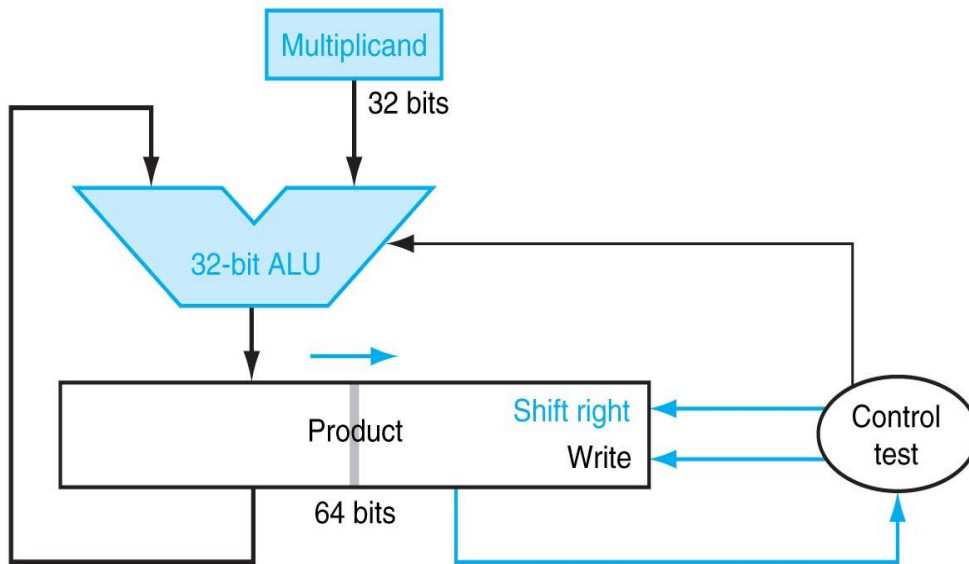 Multiplicand
32 bits
32-bit ALU
Product
Shift right
Write
64 bits
Control
test